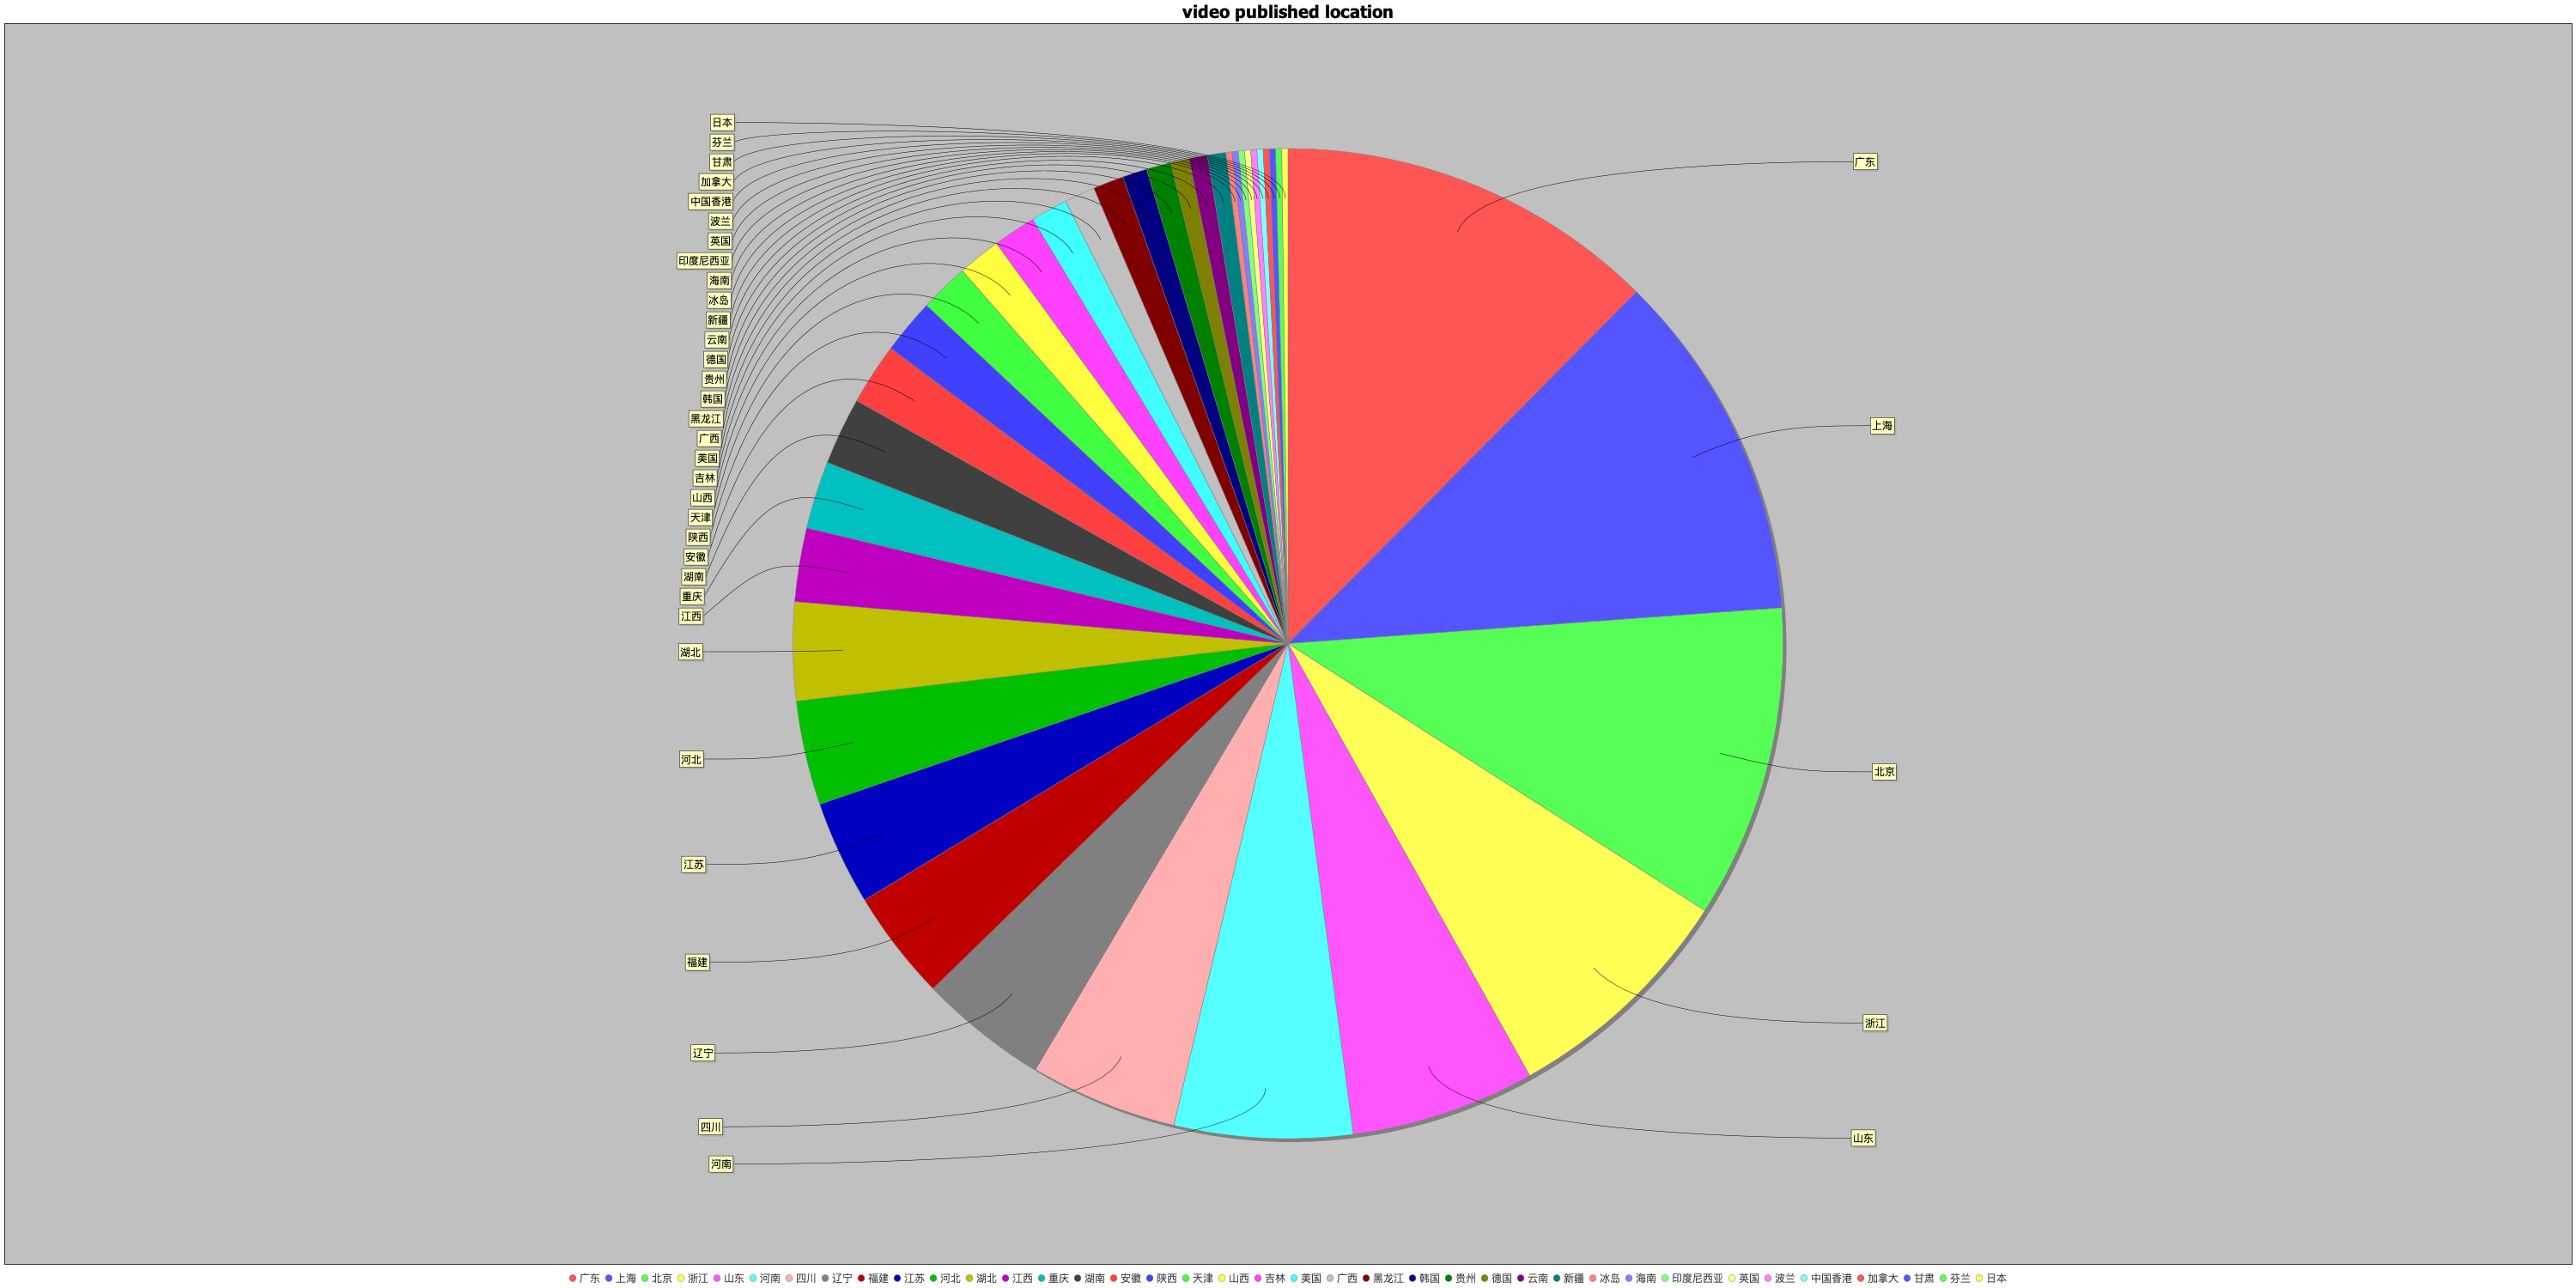 video published location
日本
芬兰
甘肃
加拿大
中国香港
波兰
英国
印度尼西亚
海南
冰岛
新疆
云南
德国
贵州
韩国
黑龙江
广西
美国
吉林
山西
天津
陕西
安徽
湖南
重庆
江西
湖北
河北
江苏
福建
辽宁
四川
河南
广东
上海
北京
浙江
山东
广东 上海 北京 浙江 山东 河南 四川 辽宁 福建 江苏 河北 湖北 江西 重庆 湖南 安徽 陕西 天津 山西 吉林 美国 广西 黑龙江 韩国 贵州 德国 云南 新疆 冰岛 海南 印度尼西亚 英国 波兰 中国香港 加拿大 甘肃 芬兰 日本